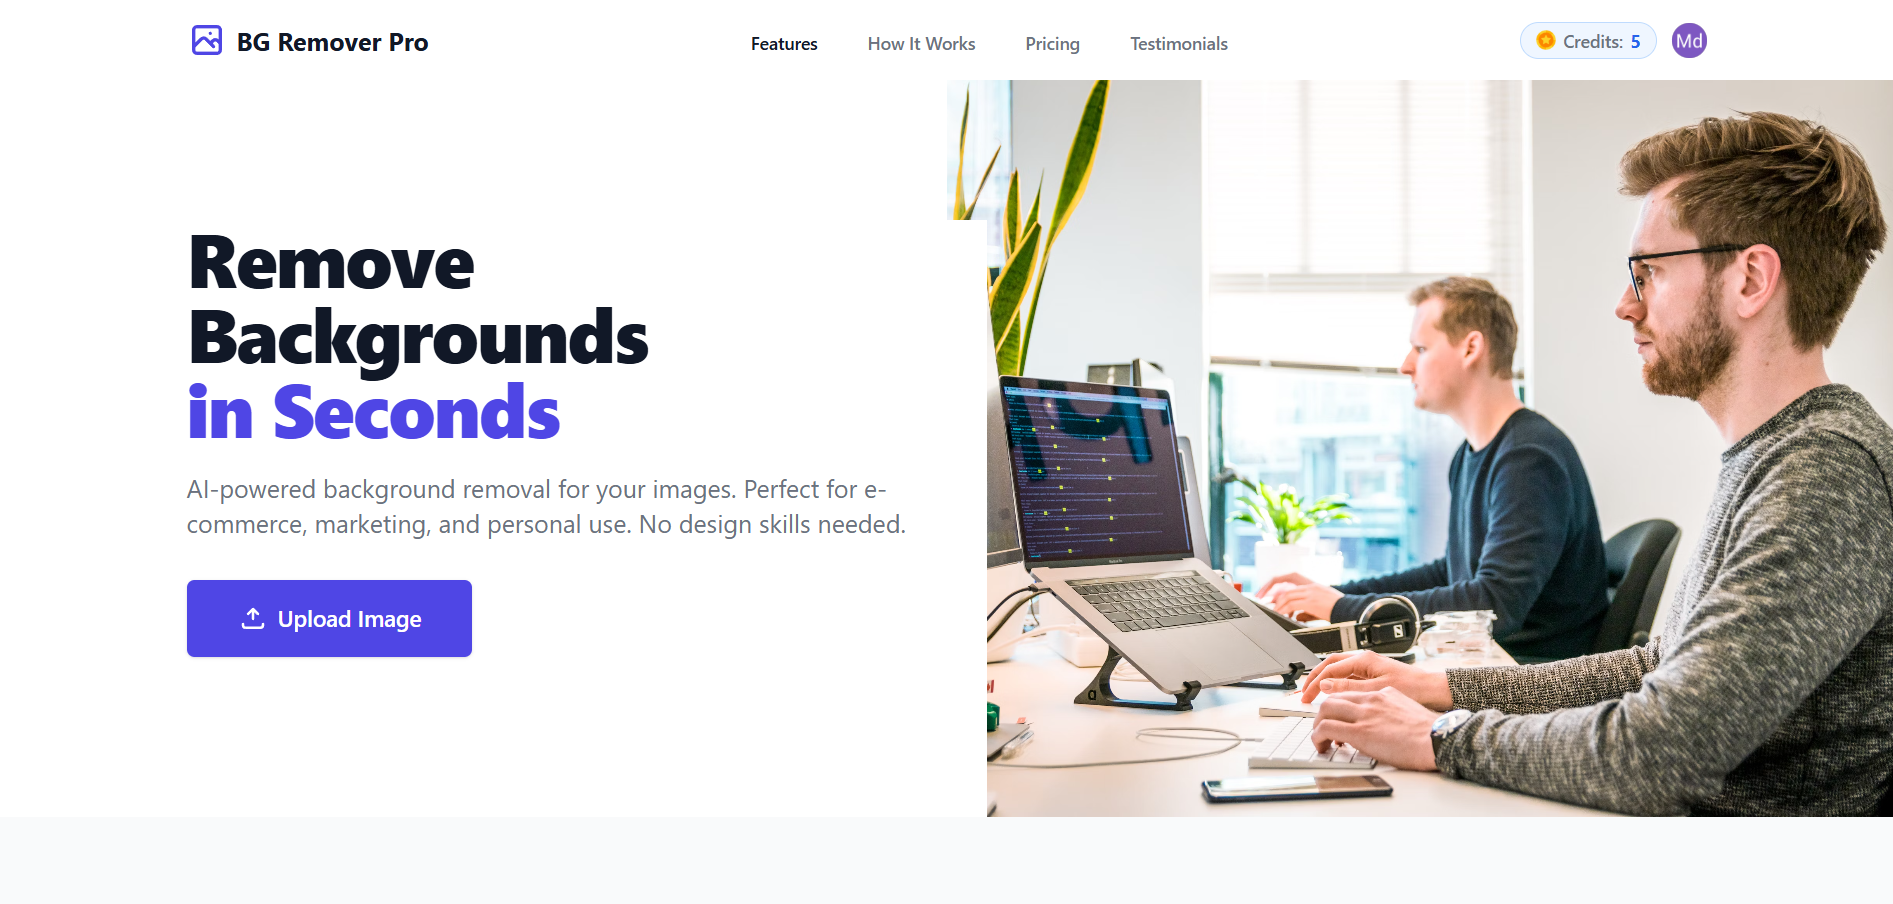 BG Remover Pro
Features
How It Works
Pricing
Testimonials
Credits: 5
Md
Remove
Backgrounds
in Seconds
AI-powered background removal for your images. Perfect for e-
commerce, marketing, and personal use. No design skills needed.
Upload Image